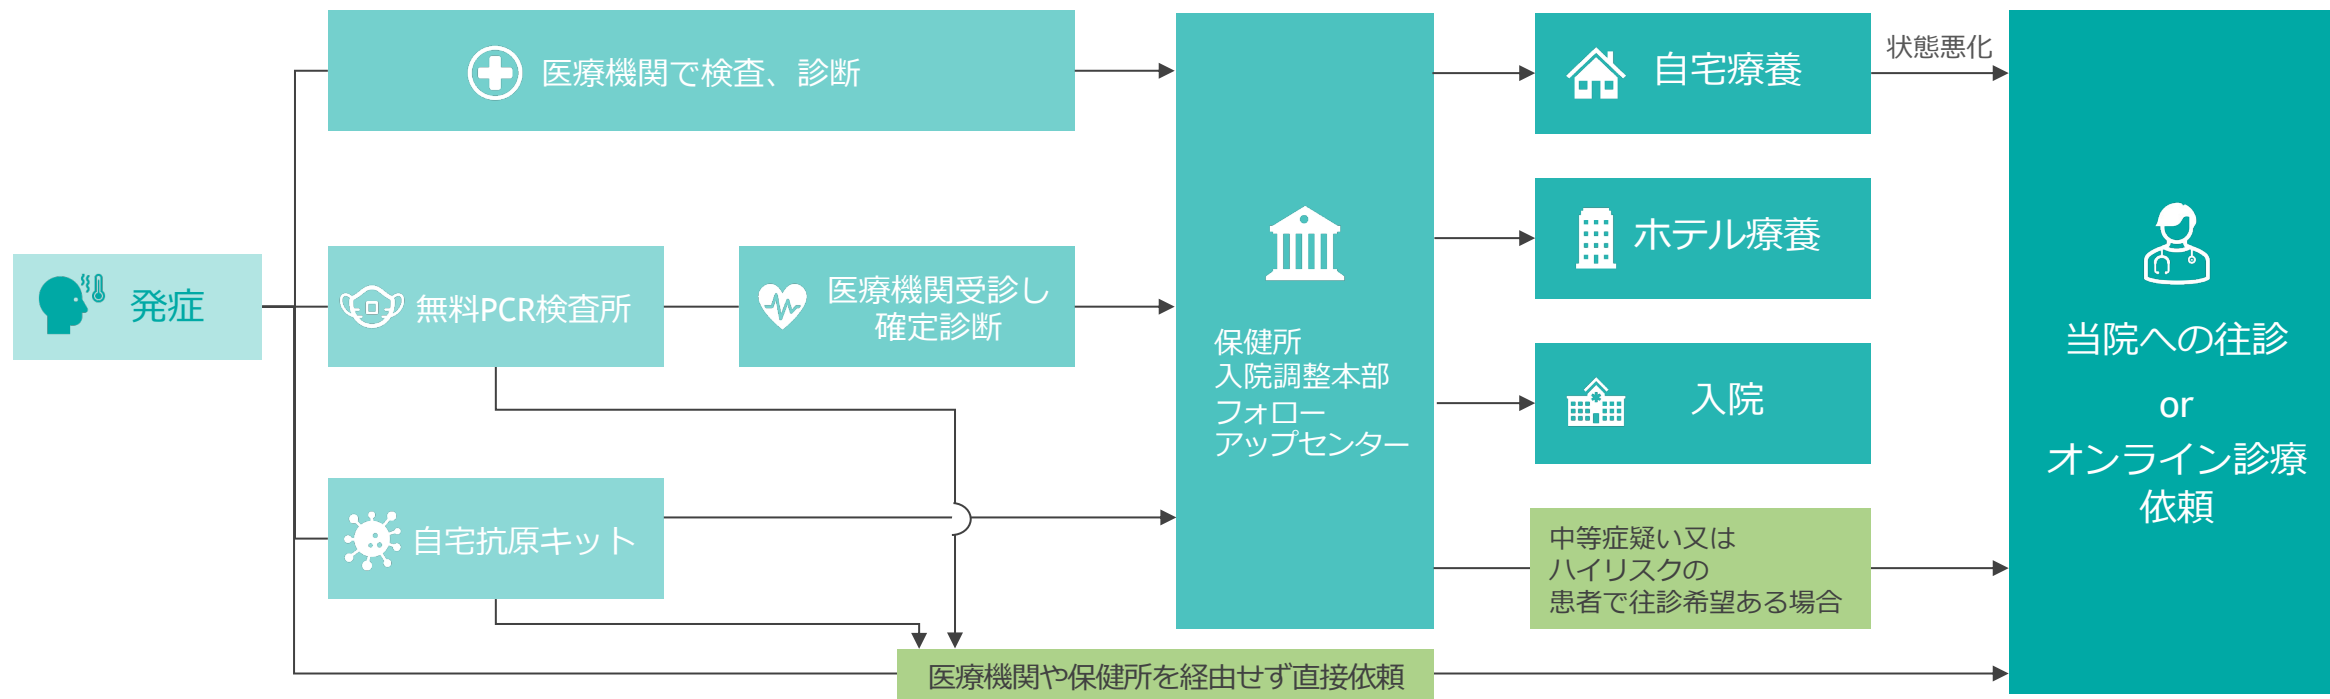 発症
医療機関で検査、診断
無料PCR検査所
医療機関受診し
確定診断
自宅抗原キット
医療機関や保健所を経由せず直接依頼
保健所
入院調整本部
フォロー
アップセンター
自宅療養
ホテル療養
入院
中等症疑い又は
ハイリスクの
患者で往診希望ある場合
状態悪化
当院への往診
or
オンライン診療
依頼